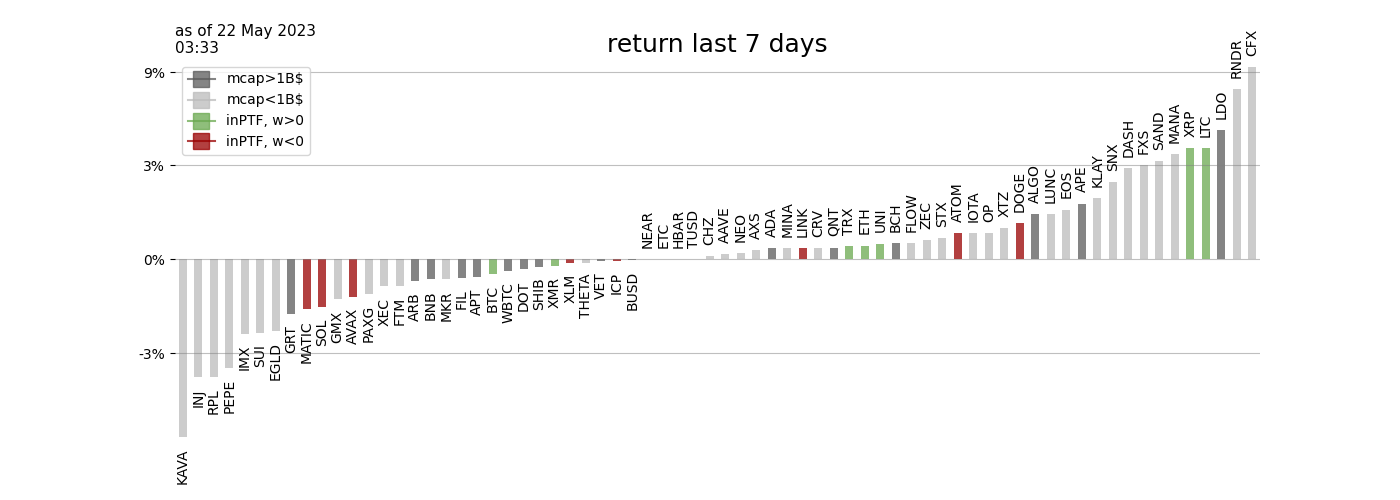 as of 22 May 2023
03:33
return last 7 days
mcap>1B$
mcap<1B$
inPTF, w>0
inPTF, w<0
9%
3%
0%
-3%
KAVA
INJ
RPL
PEPE
IMX
SUI
EGLD
GRT
MATIC
SOL
GMX
AVAX
PAXG
XEC
FTM
ARB
BNB
MKR
FIL
APT
BTC
WBTC
DOT
SHIB
XMR
XLM
THETA
VET
ICP
BUSD
NEAR
ETC
HBAR
TUSD
CHZ
AAVE
NEO
AXS
ADA
MINA
LINK
CRV
QNT
TRX
ETH
UNI
BCH
FLOW
ZEC
STX
ATOM
IOTA
OP
XTZ
DOGE
ALGO
LUNC
EOS
APE
KLAY
SNX
DASH
FXS
SAND
MANA
XRP
LTC
LDO
RNDR
CFX